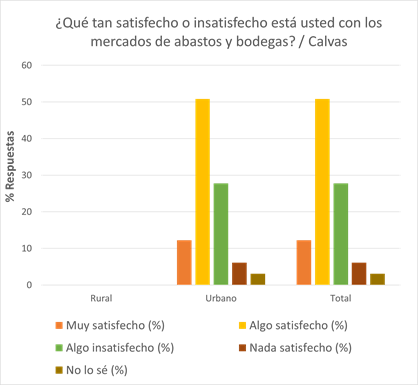 ¿Qué tan satisfecho o insatisfecho está usted con los
mercados de abastos y bodegas? / Calvas
60
50
40
30
20
10
0
% Respuestas
Rural
Urbano
Total
Muy satisfecho (%)
Algo satisfecho (%)
Algo insatisfecho (%)
Nada satisfecho (%)
No lo sé (%)